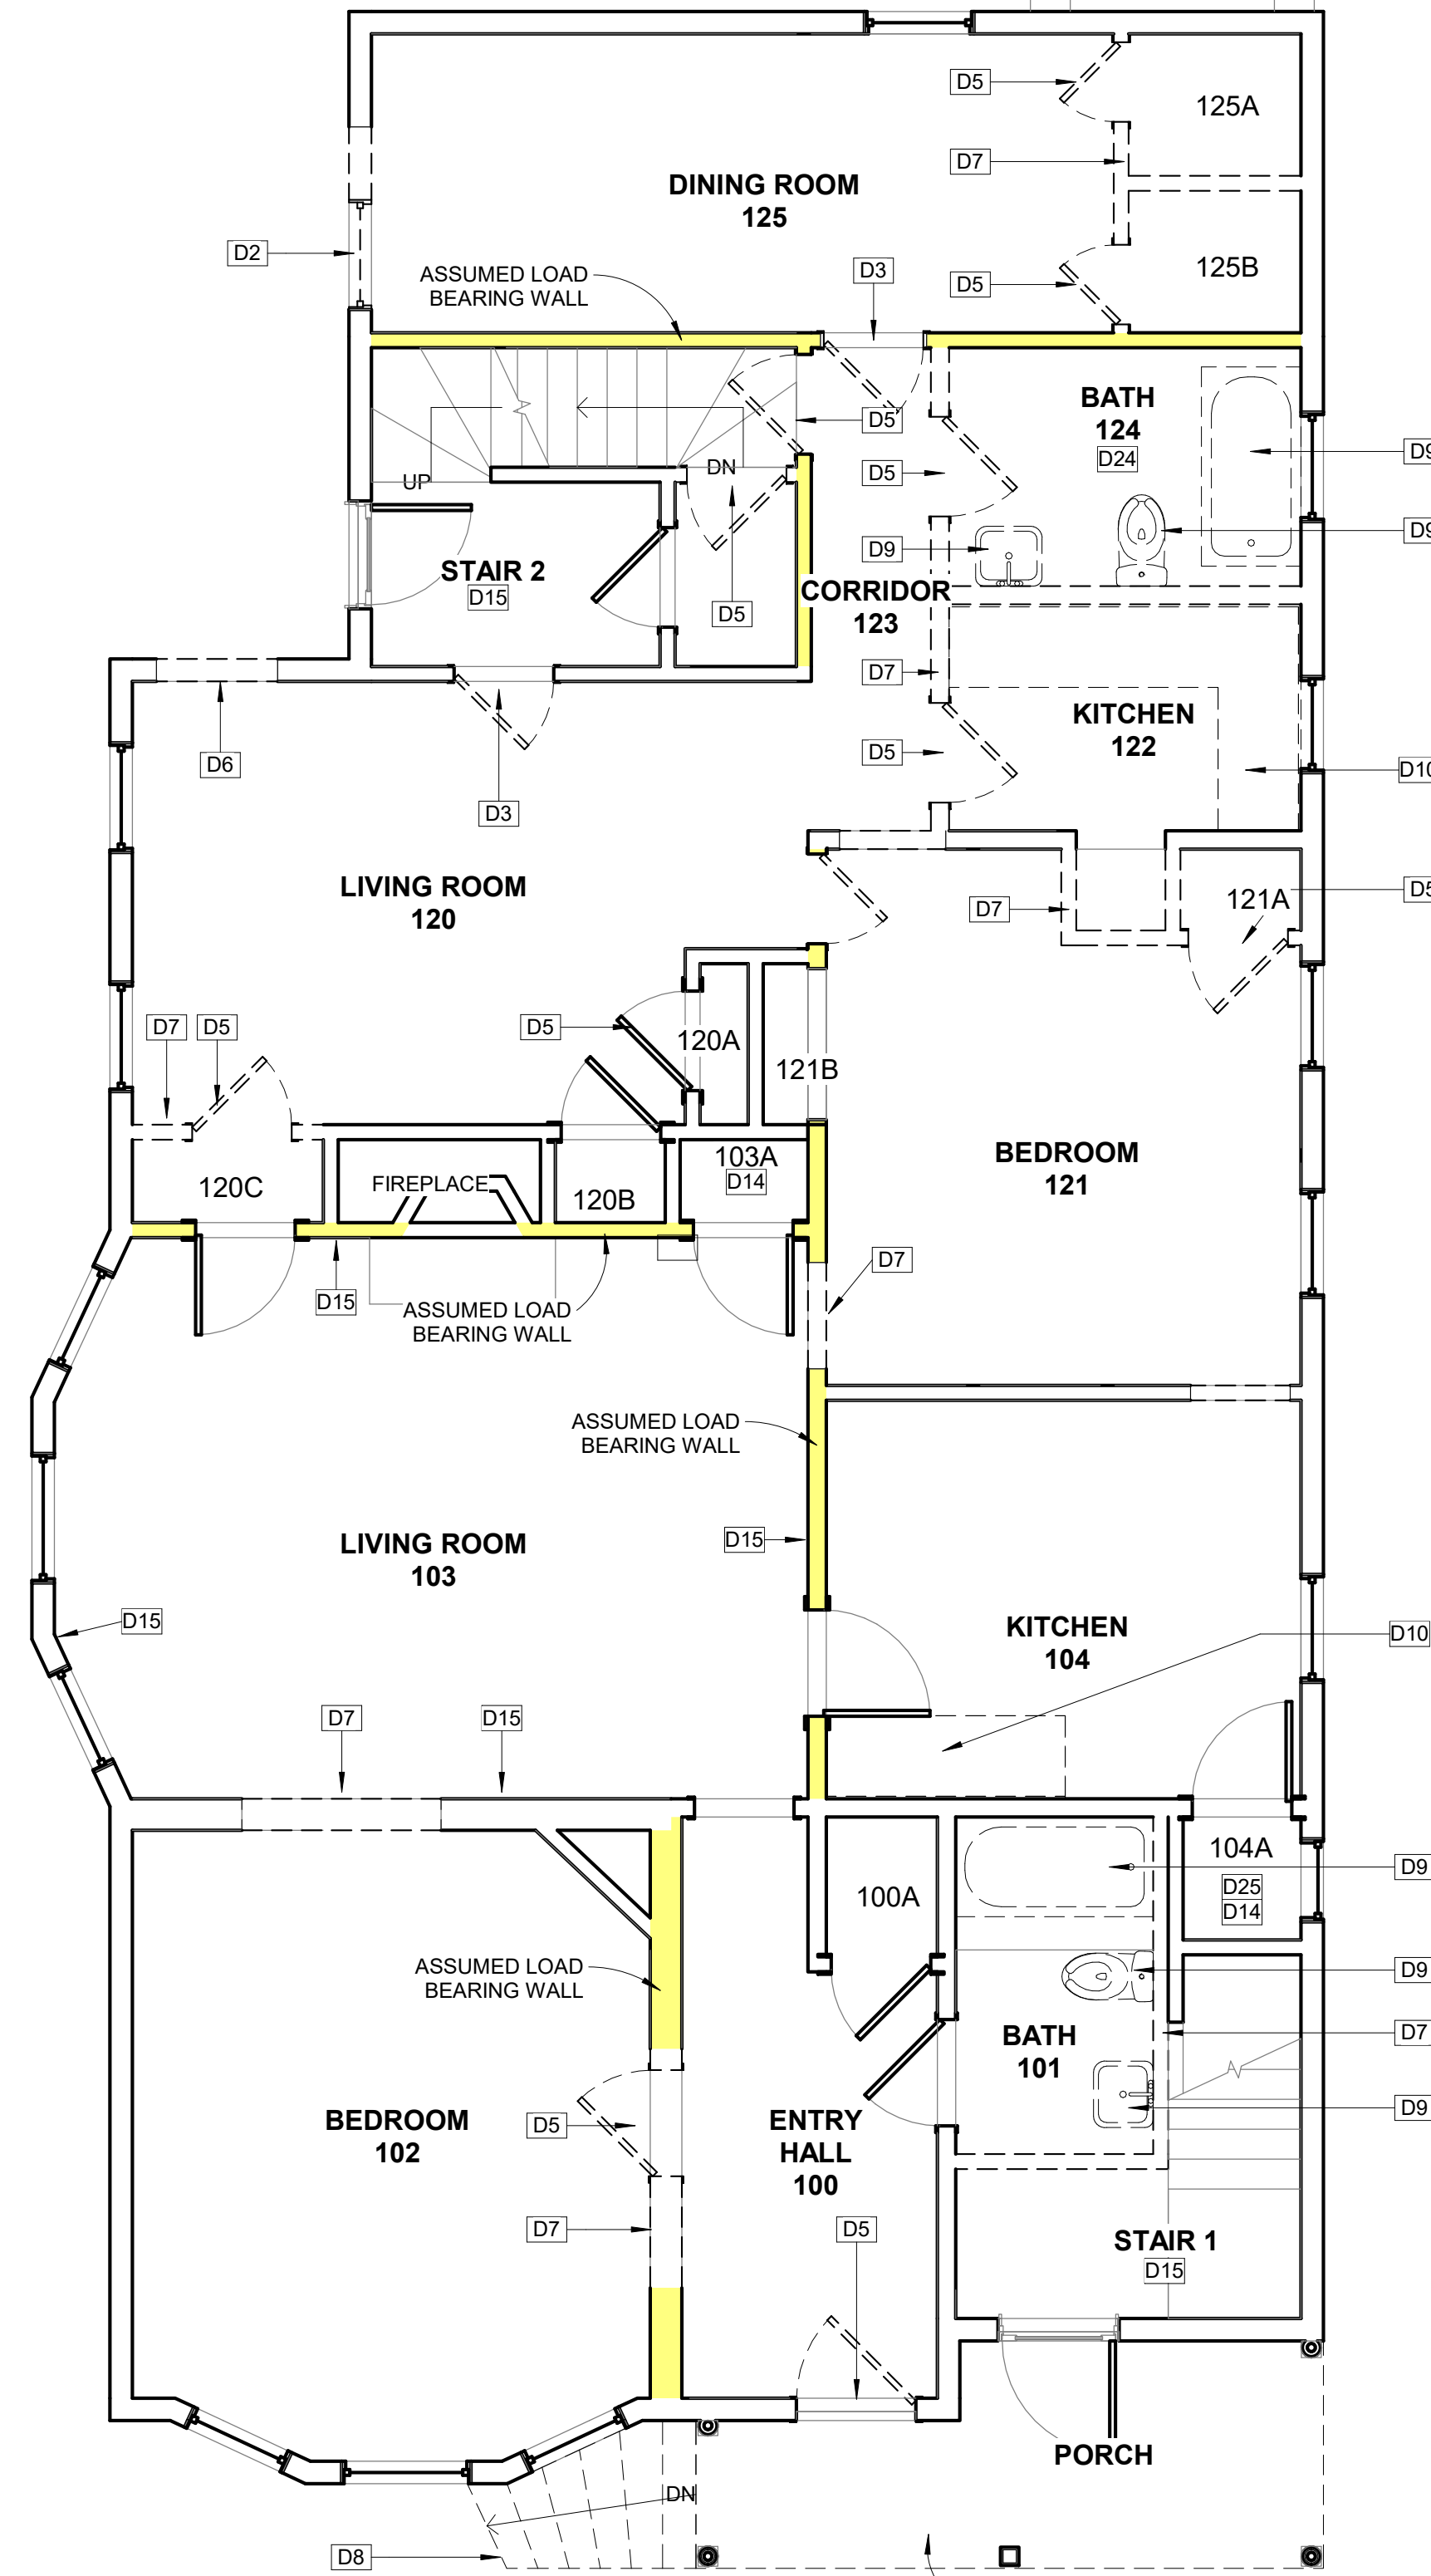 D5
125A
D7
DINING ROOM
125
D2
ASSUMED LOAD
BEARING WALL
D3
D5
125B
BATH
124
D24
D5
D9
DN
D5
UP
D9
D9
STAIR 2
D15
D5
CORRIDOR
123
D7
KITCHEN
122
D6
D5
D10
D3
LIVING ROOM
120
D7
121A
D5
D7
D5
D5
120A
121B
BEDROOM
121
103A
D14
120C
FIREPLACE
120B
D7
D15
ASSUMED LOAD
BEARING WALL
ASSUMED LOAD
BEARING WALL
D15
LIVING ROOM
103
D15
KITCHEN
104
D10
D7
D15
104A
D25
D14
D9
100A
ASSUMED LOAD
BEARING WALL
D9
BATH
101
D7
D9
BEDROOM
102
D5
ENTRY
HALL
100
D7
D5
STAIR 1
D15
PORCH
DN
D8